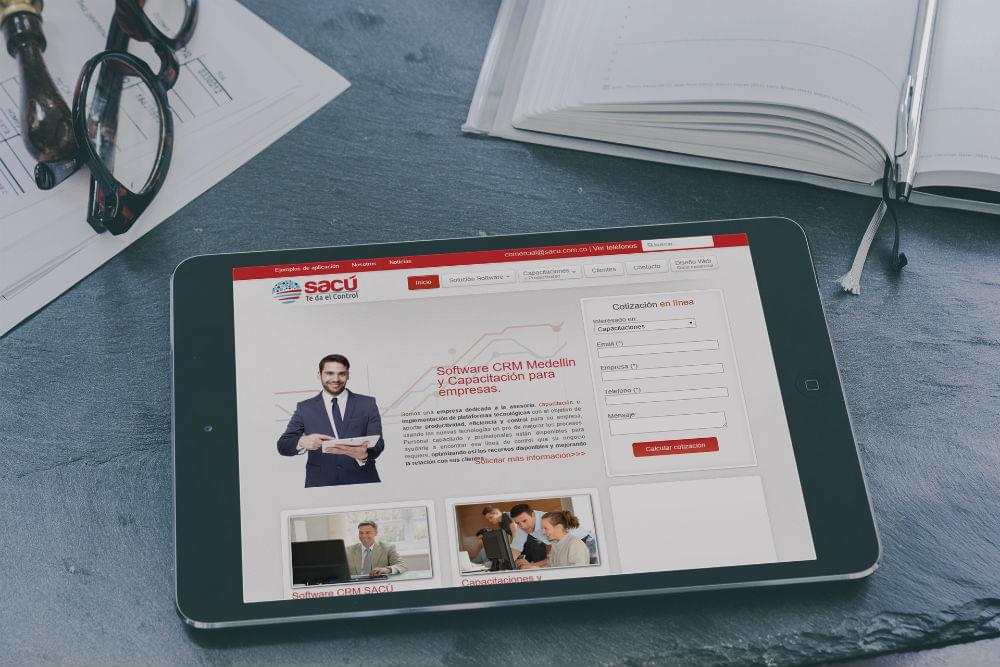 Ejemplos de aplicación Nosotros Noticias
comercial@sacu.com.co | Ver teléfonos
buscar...
sacú
Te da el Control
Inicio
Solución Software
Capacitaciones
y Productividad
Clientes
Contacto
Diseño Web
Software CRM Medellin
y Capacitación para
empresas.
Somos una empresa dedicada a la asesoría, capacitación e
implementación de plataformas tecnológicas con el objetivo de
aportar productividad, eficiencia y control para su empresa,
usando las nuevas tecnologías en pro de mejorar los procesos.
Personal capacitado y profesionales están disponibles para
ayudarle a encontrar esa línea de control que su negocio
requiere, optimizando así los recursos disponibles y mejorando
la relación con sus clientes.
Solicitar más información>>>
Cotización en línea
Interesado en:
Capacitaciones
Email (*)
Empresa (*)
Teléfono (*)
Mensaje:
Calcular cotización
Software CRM SACÚ
Capacitaciones y